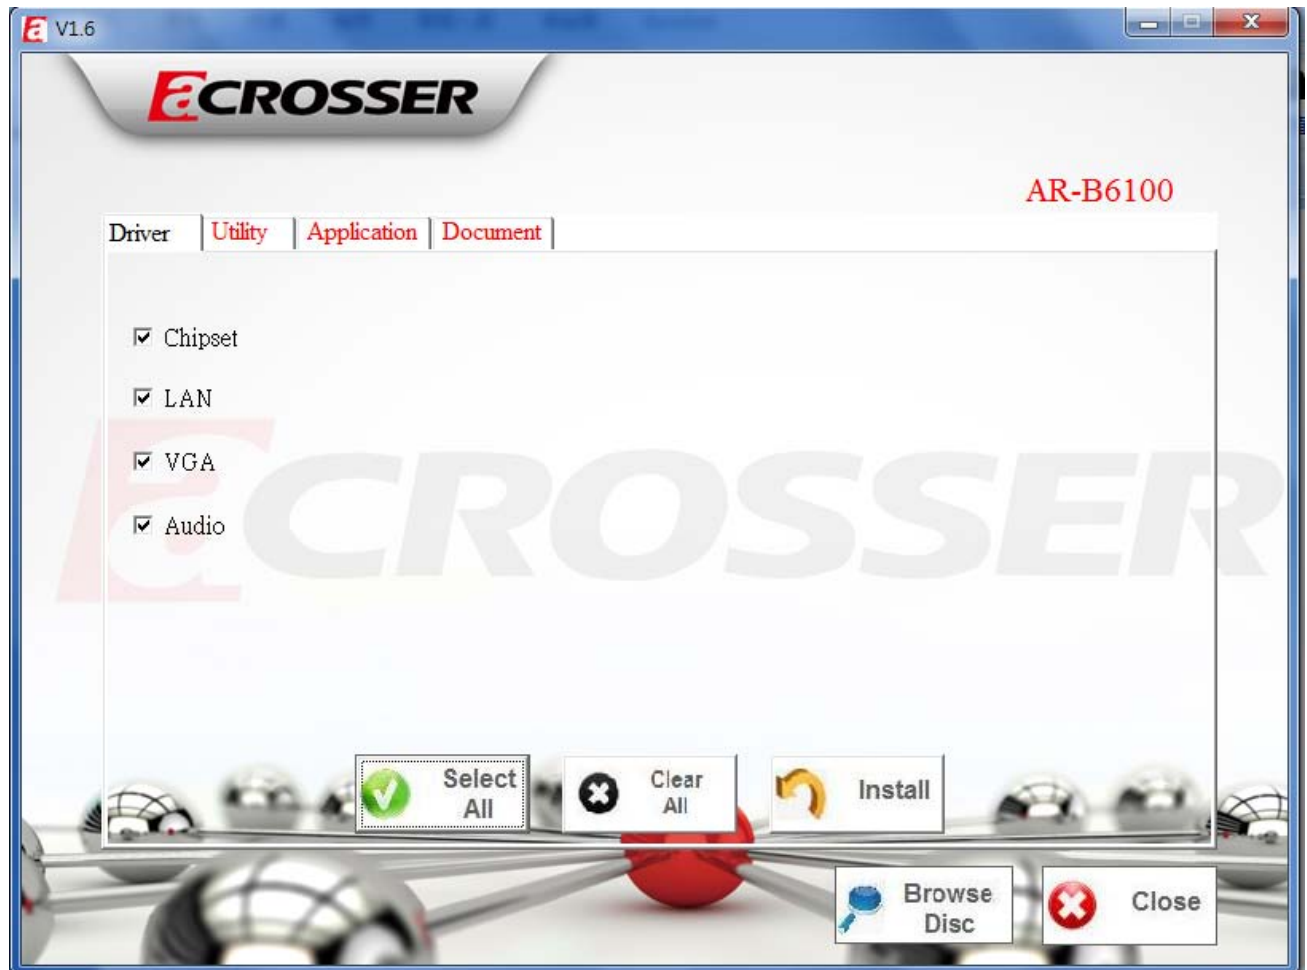 V1.6
aCROSSER
AR-B6100
Driver Utility Application Document
Chipset
LAN
VGA
Audio
aCROSSER
Select All
Clear All
Install
Browse Disc
Close